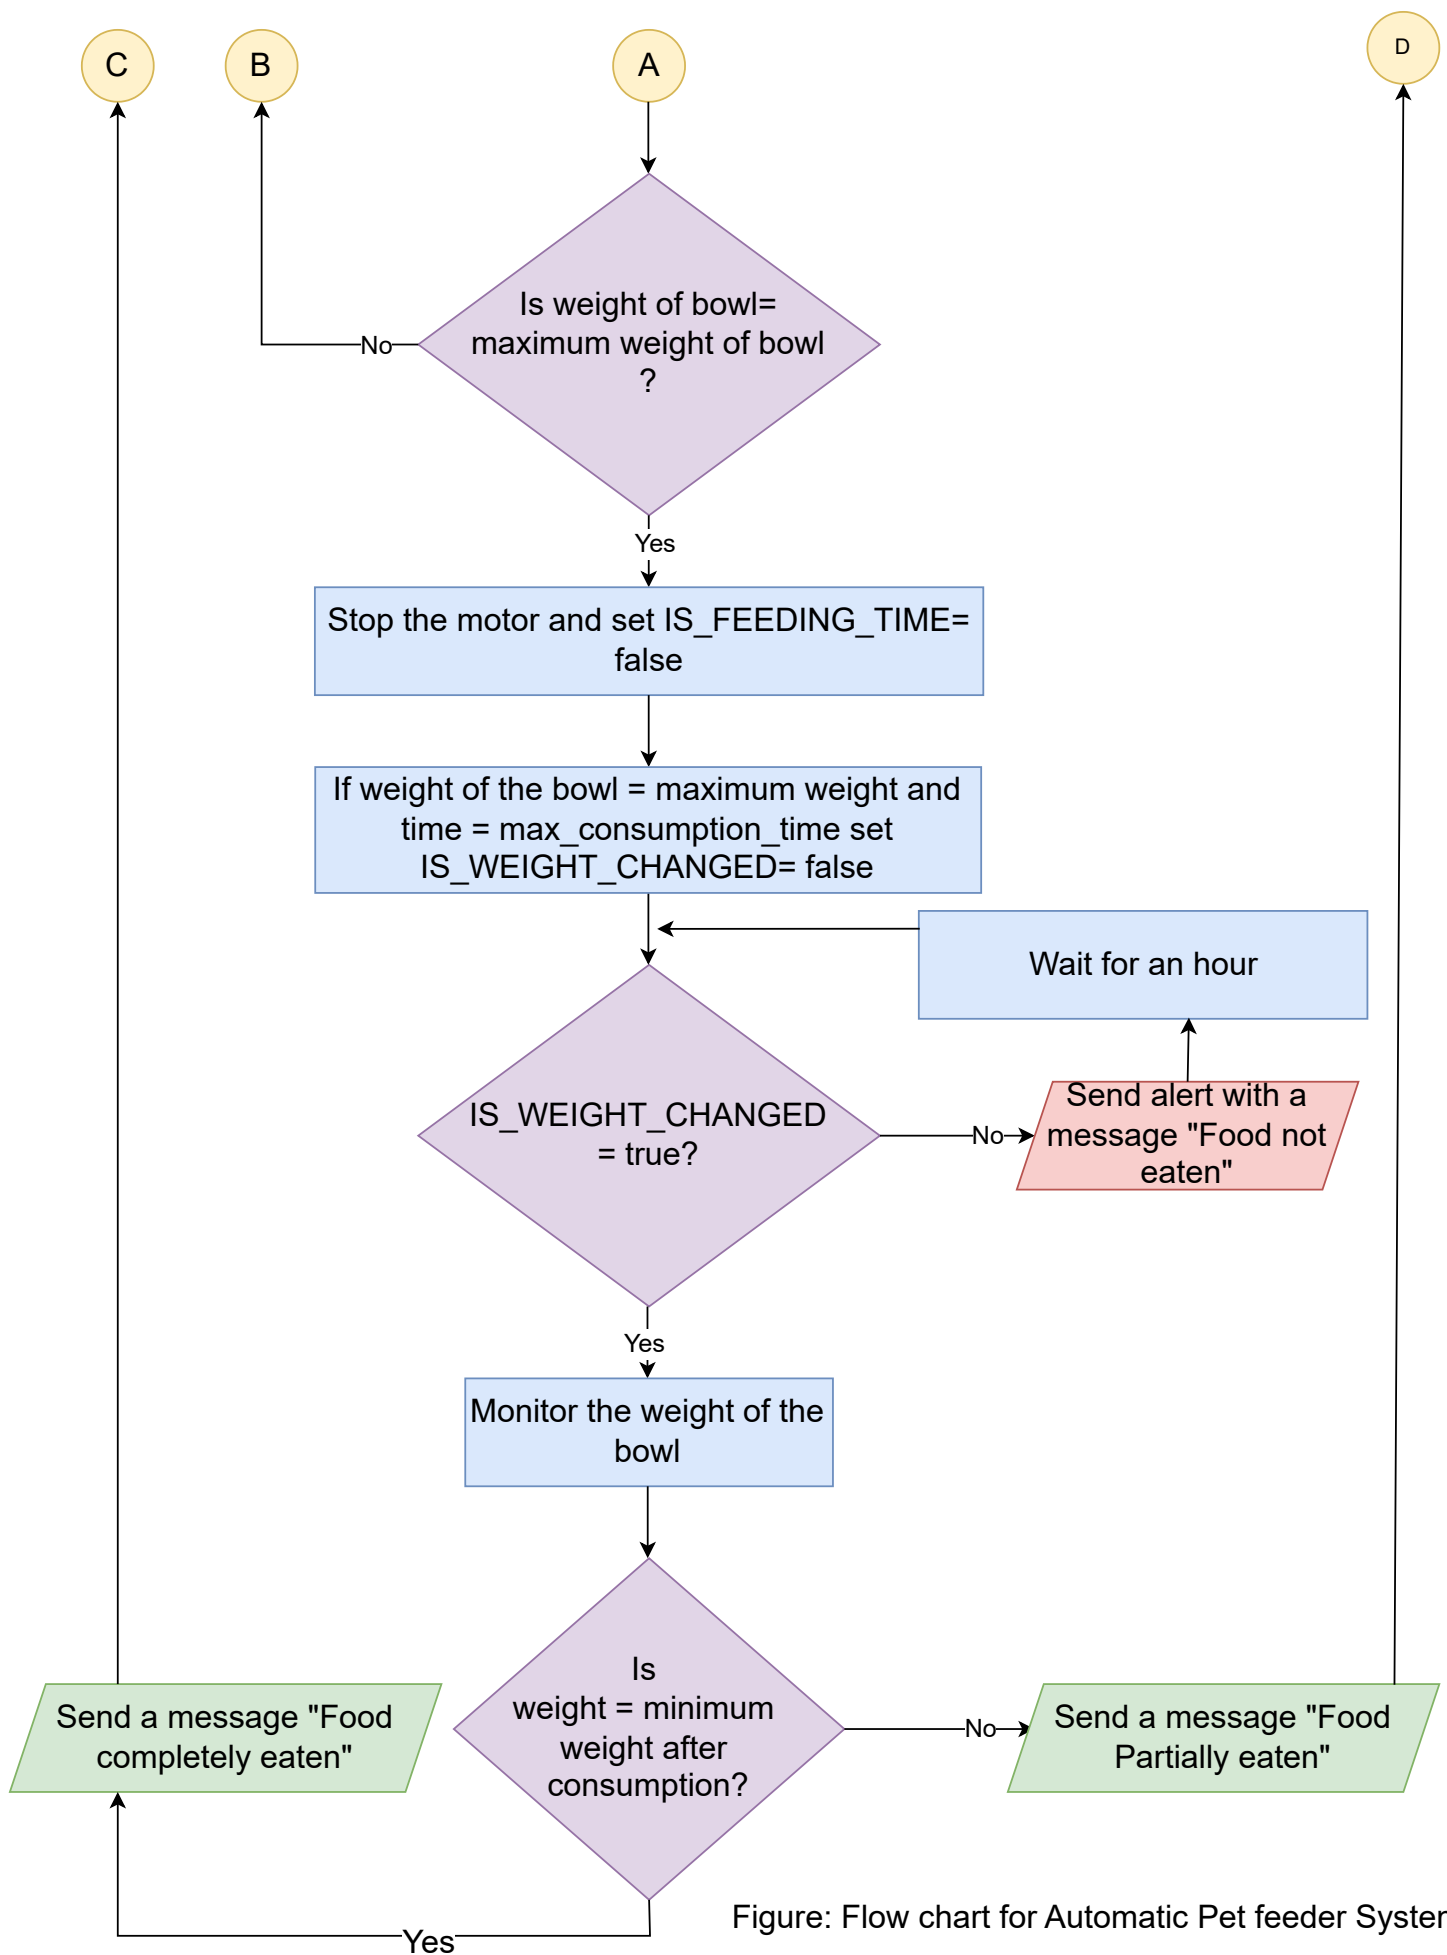 C
B
A
D
Is weight of bowl=
maximum weight of bowl
?
No
Yes
Stop the motor and set IS_FEEDING_TIME=
false
If weight of the bowl = maximum weight and
time = max_consumption_time set
IS_WEIGHT_CHANGED= false
Wait for an hour
IS_WEIGHT_CHANGED
= true?
No
Send alert with a
message "Food not
eaten"
Yes
Monitor the weight of the
bowl
Is
weight = minimum
weight after
consumption?
No
Send a message "Food
Partially eaten"
Send a message "Food
completely eaten"
Yes
Figure: Flow chart for Automatic Pet feeder System